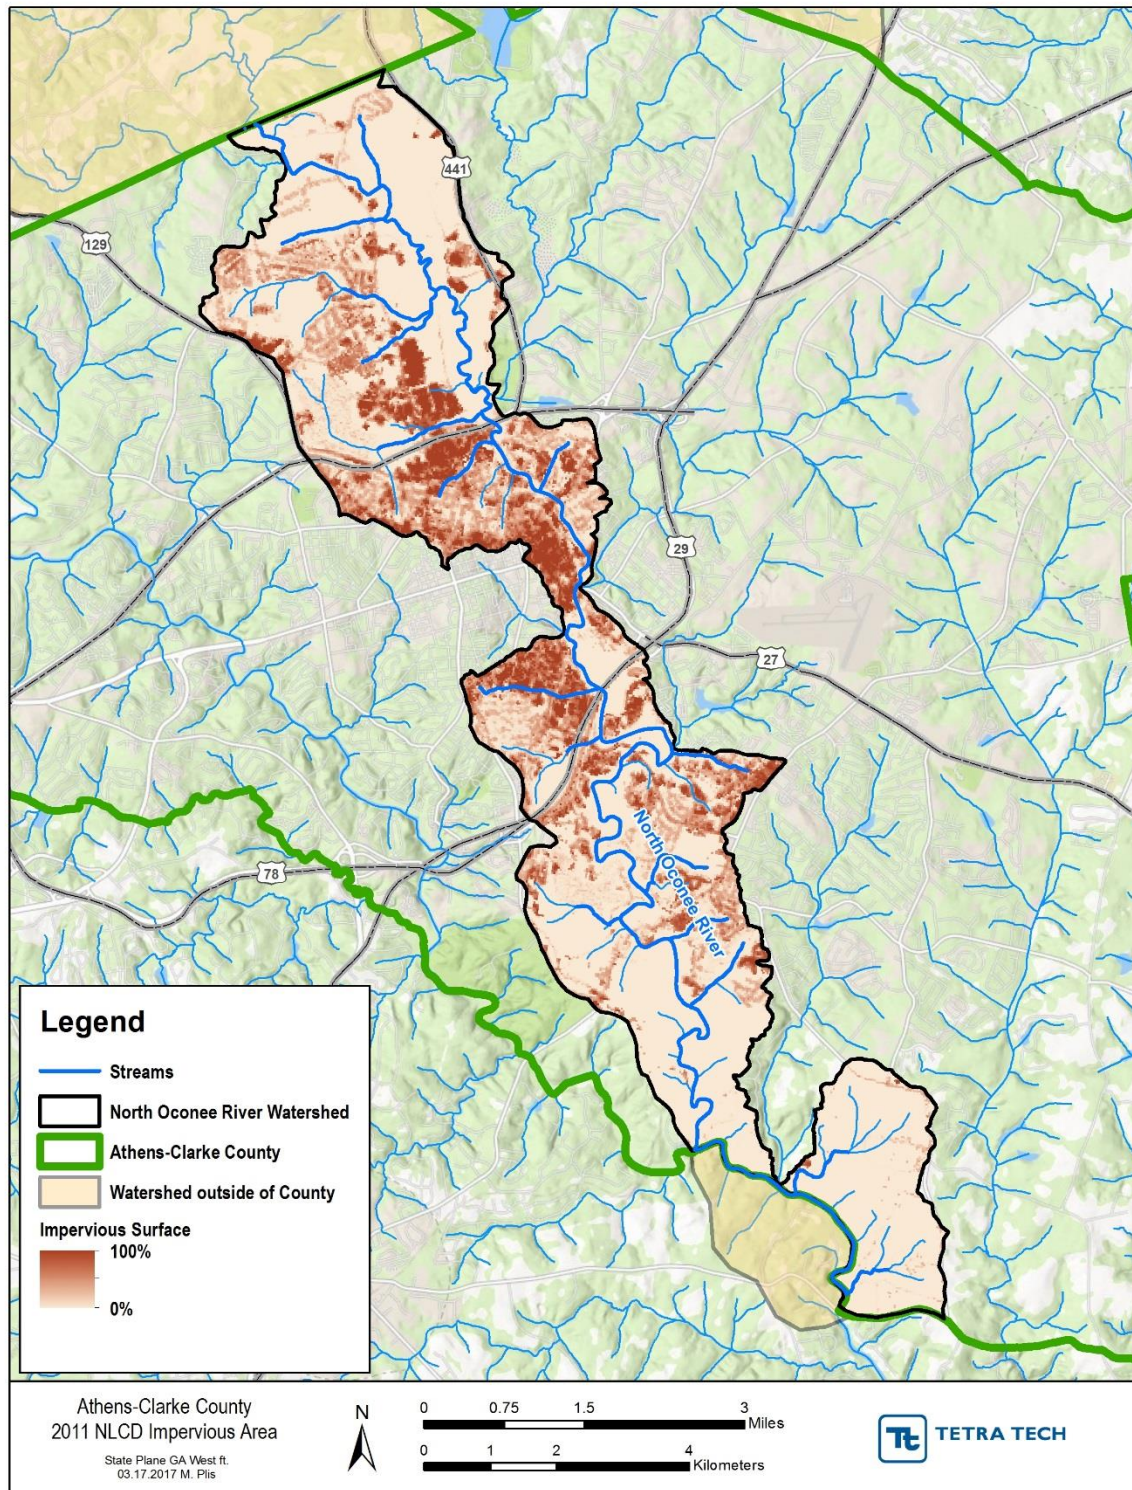 441
129
29
27
North Oconee River
78
Legend
Streams
North Oconee River Watershed
Athens-Clarke County
Watershed outside of County
Impervious Surface
100%
0%
Athens-Clarke County
2011 NLCD Impervious Area
State Plane GA West ft.
03.17.2017 M. Plis
N
0 0.75 1.5 3
Miles
0 1 2 4
Kilometers
Tt TETRA TECH